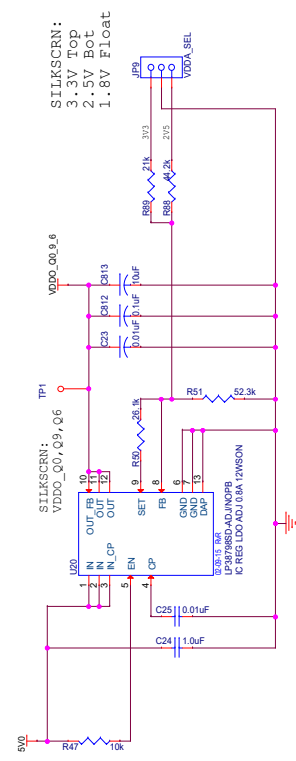 SILKSCRN:
3.3V Top
2.5V Bot
1.8V Float
JP9
VDDA_SEL
3V3
2V5
R89
21k
R88
44.2k
VDDO_Q0_9_6
C813
10uF
C812
0.1uF
C23
0.01uF
TP1
SILKSCRN:
VDDO_Q0,Q9,Q6
R50
26.1k
R51
52.3k
U20
1
IN
2
IN
3
IN_CP
5
EN
4
CP
10
OUT_FB
11
OUT
12
OUT
9
SET
8
FB
6
GND
7
GND
13
DAP
02-09-15 RvR
LP38798SD-ADJ/NOPB
IC REG LDO ADJ 0.8A 12WSON
C25
0.01uF
C24
1.0uF
5V0
R47
10k